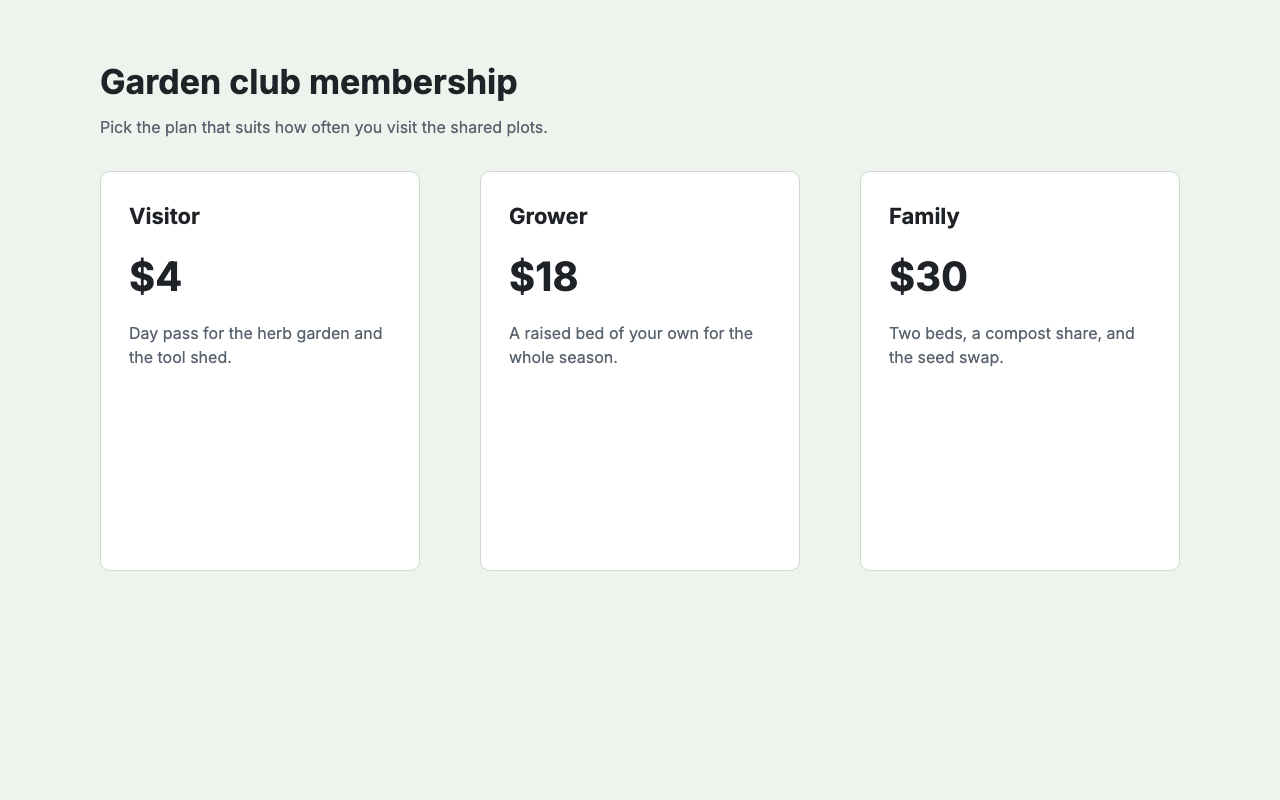 Garden club membership
Pick the plan that suits how often you visit the shared plots.
Visitor
$4
Day pass for the herb garden and
the tool shed.
Grower
$18
A raised bed of your own for the
whole season.
Family
$30
Two beds, a compost share, and
the seed swap.